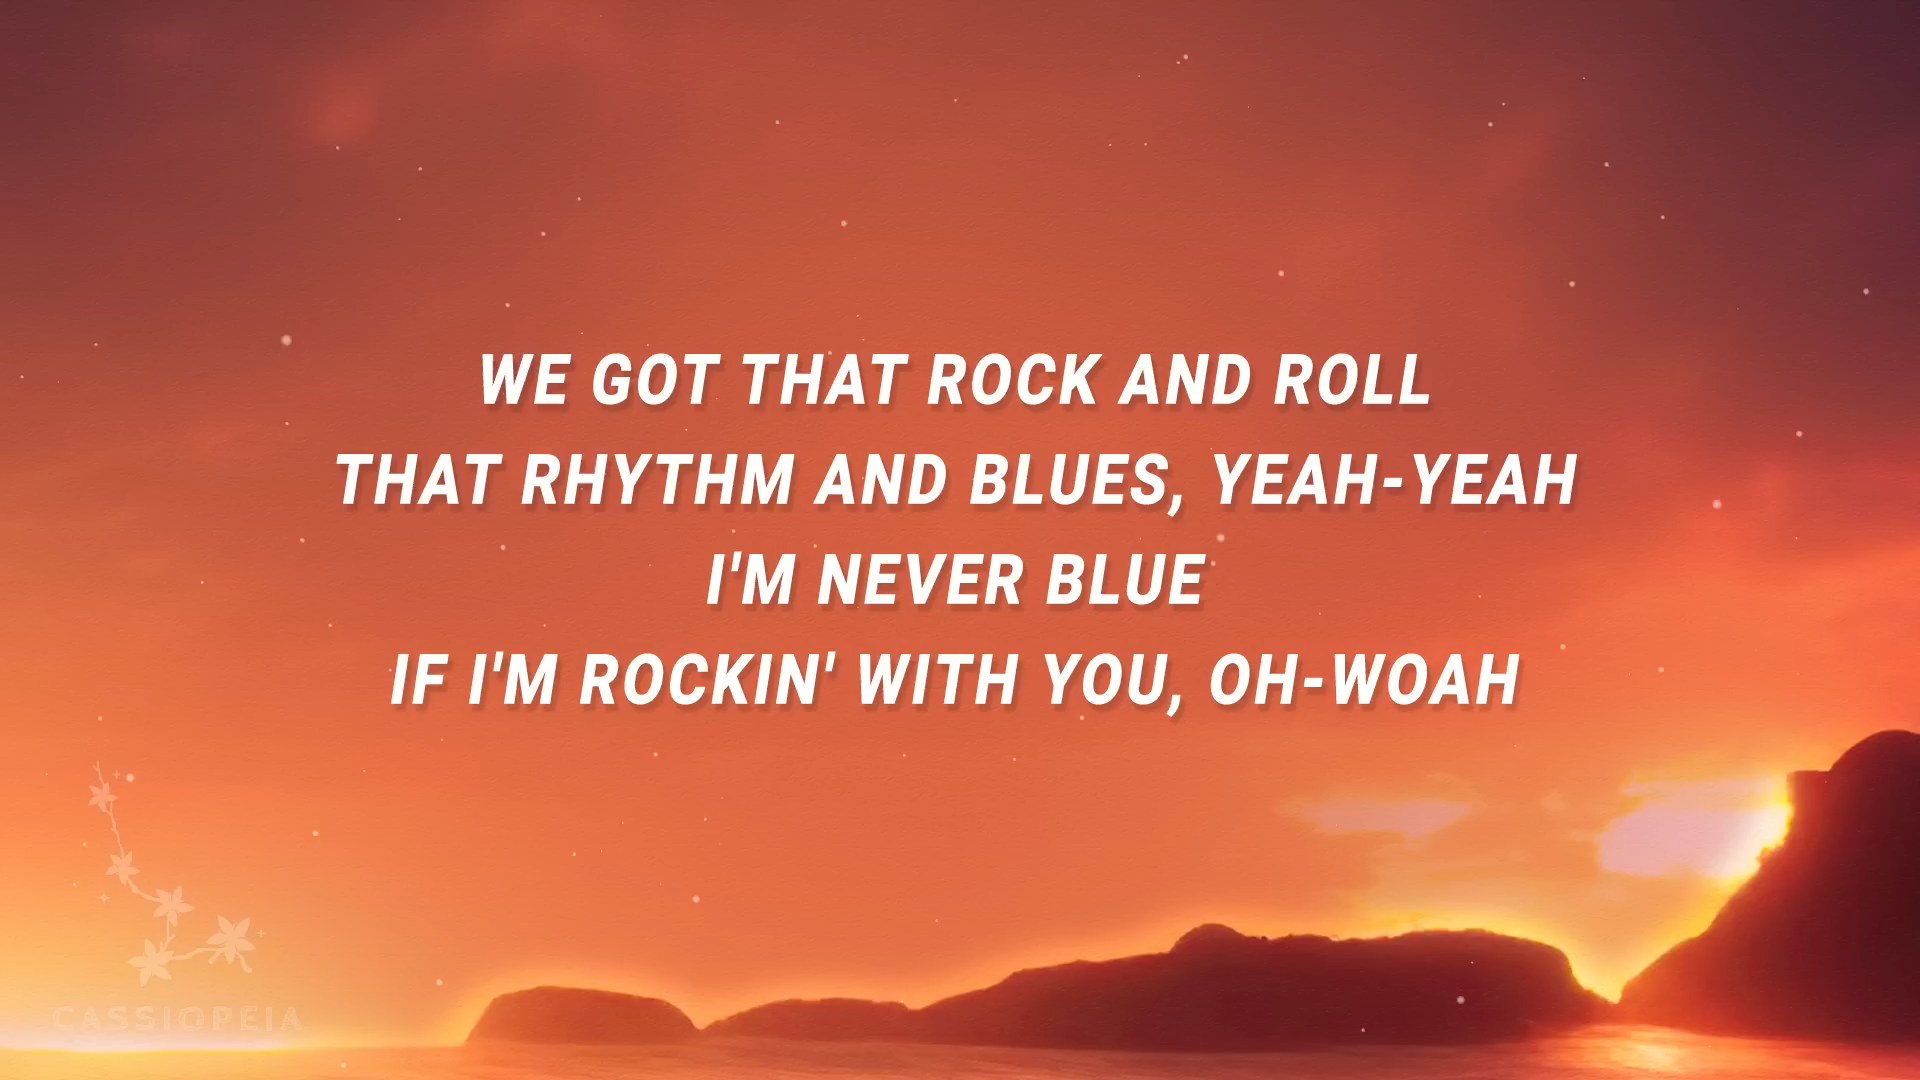 WE GOT THAT ROCK AND ROLL
THAT RHYTHM AND BLUES, YEAH-YEAH
I'M NEVER BLUE
IF I'M ROCKIN' WITH YOU, OH-WOAH
CASSIOPEIA